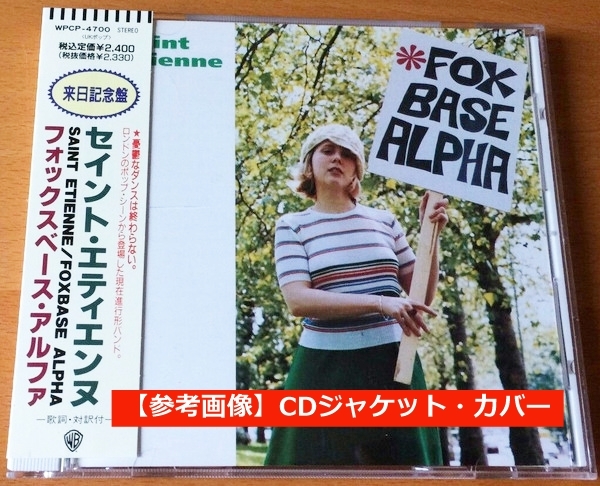 WPCP-4700 STEREO
(UKポップ)
税込定価¥2,400
(税抜価格¥2,330)
来日記念盤
★憂鬱なダンスは終わらない。
ロンドンのポップ・シーンから登場した現在進行形バンド。
セイント・エティエンヌ
SAINT ETIENNE/FOXBASE ALPHA
フォックスベース・アルファ
―歌詞・対訳付―
int
ienne
*FOX
BASE
ALPHA
【参考画像】CDジャケット・カバー